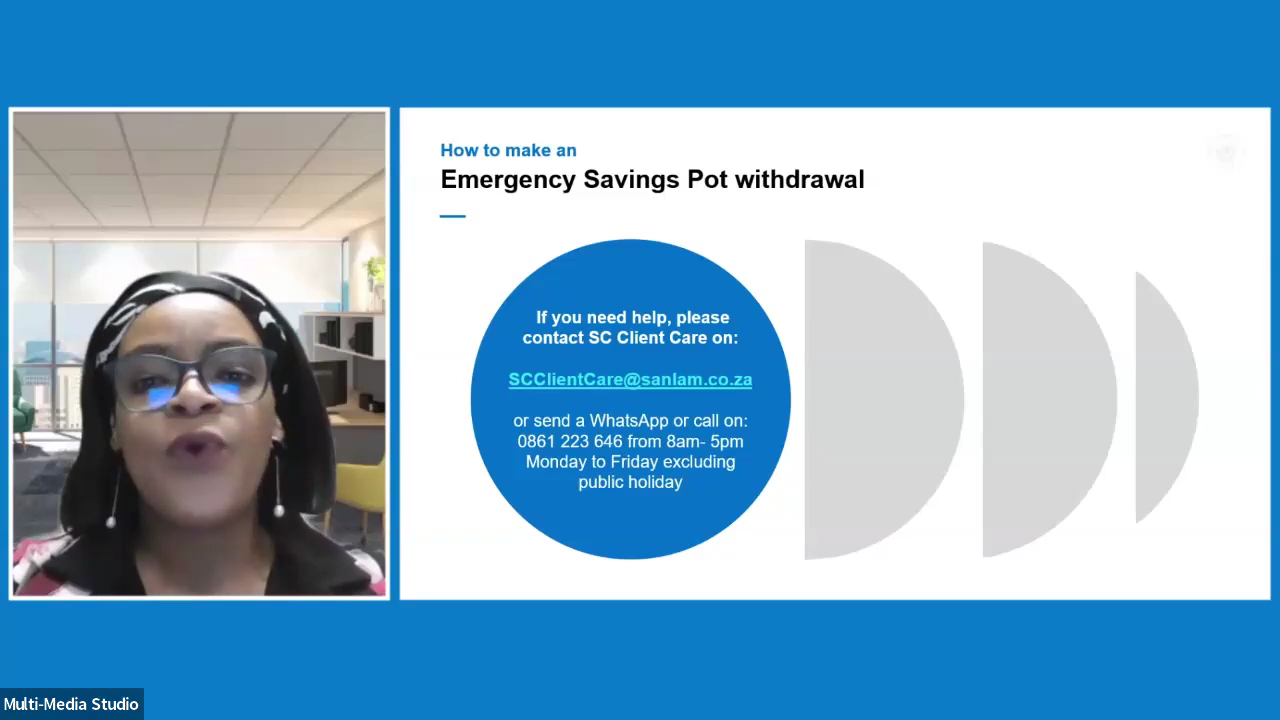 How to make an
Emergency Savings Pot withdrawal
If you need help, please
contact SC Client Care on:
SCClientCare@sanlam.co.za
or send a WhatsApp or call on:
0861 223 646 from 8am- 5pm
Monday to Friday excluding
public holiday
Multi-Media Studio